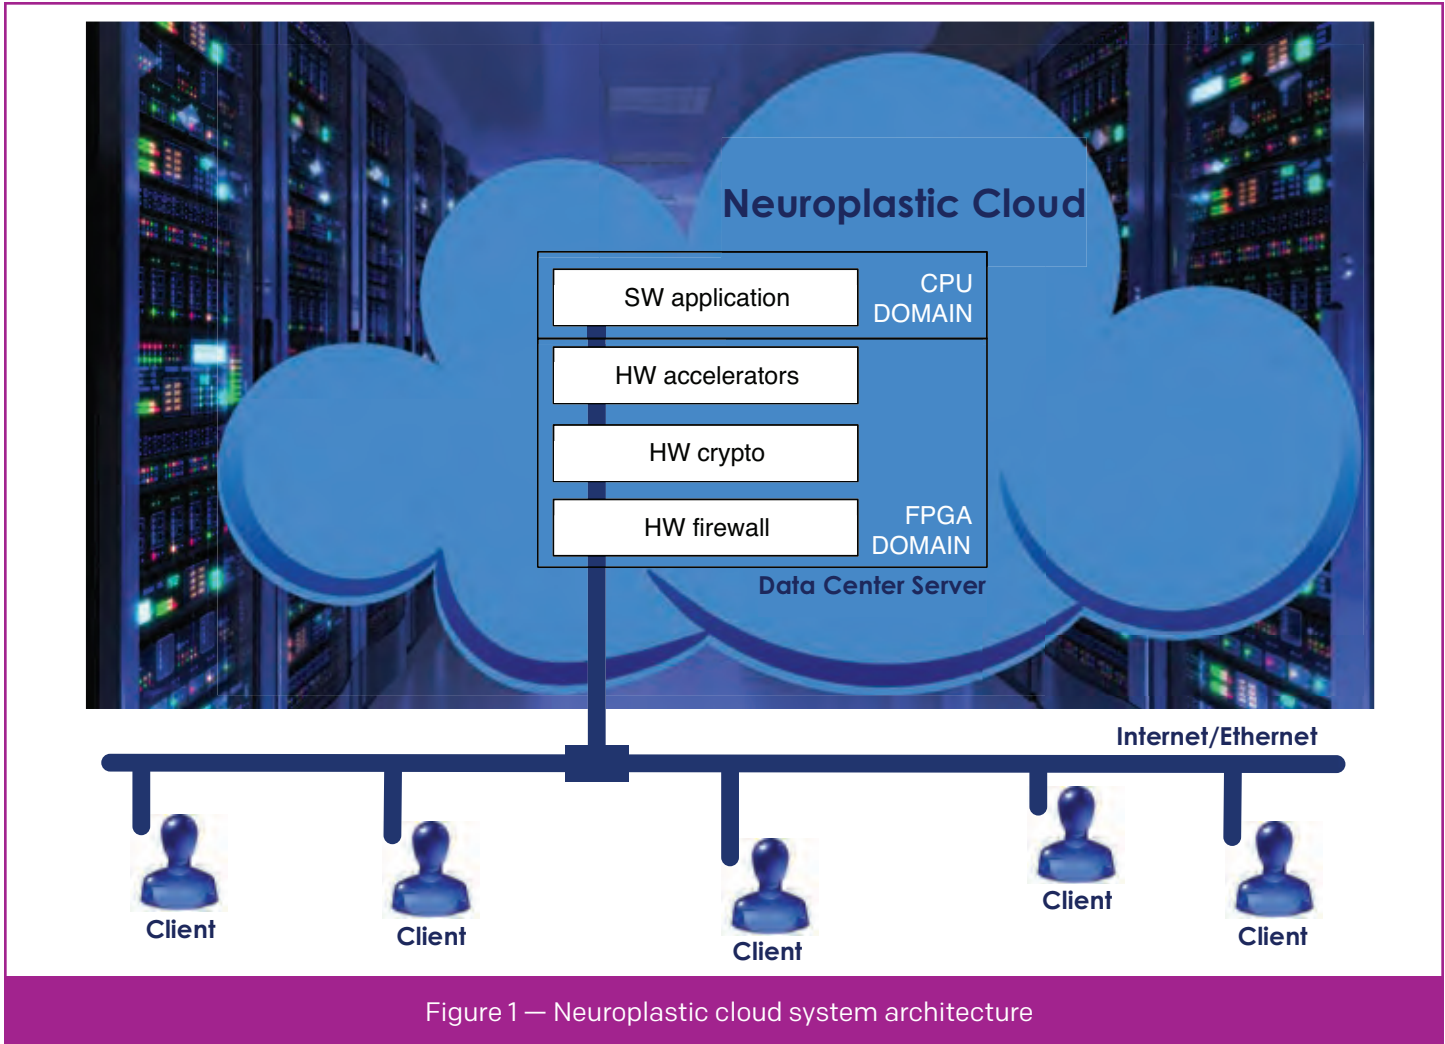 Neuroplastic Cloud
SW application
CPU
DOMAIN
HW accelerators
HW crypto
HW firewall
FPGA
DOMAIN
Data Center Server
Internet/Ethernet
Client
Client
Client
Client
Client
Figure 1 — Neuroplastic cloud system architecture